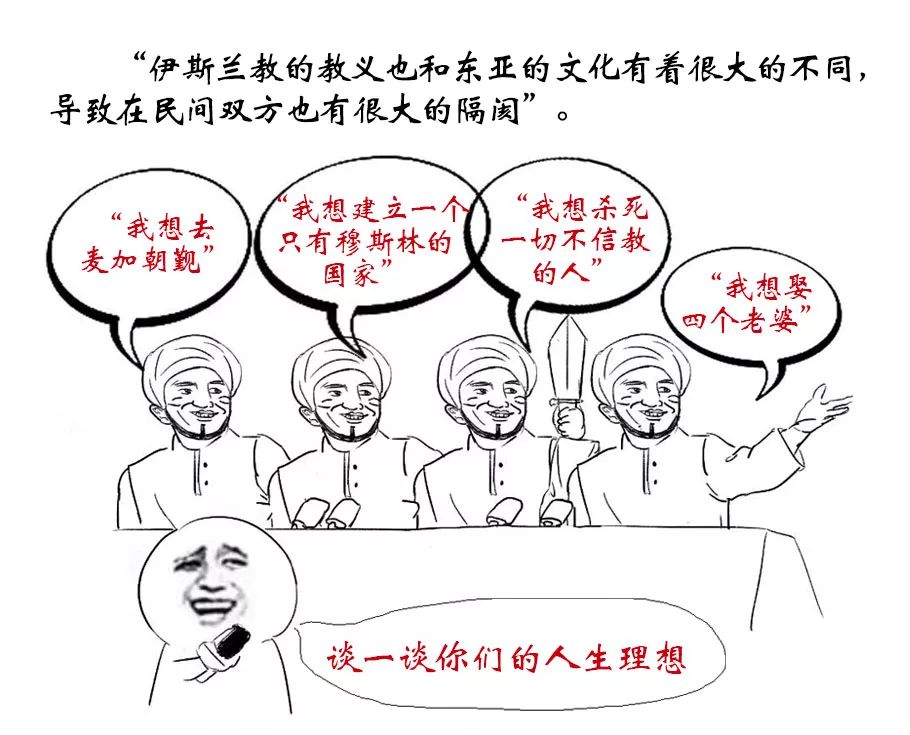 “伊斯兰教的教义也和东亚的文化有着很大的不同，
导致在民间双方也有很大的隔阂”。
“我想去
麦加朝觐”
“我想建立一个
只有穆斯林的
国家”
“我想杀死
一切不信教
的人”
“我想娶
四个老婆”
谈一谈你们的人生理想